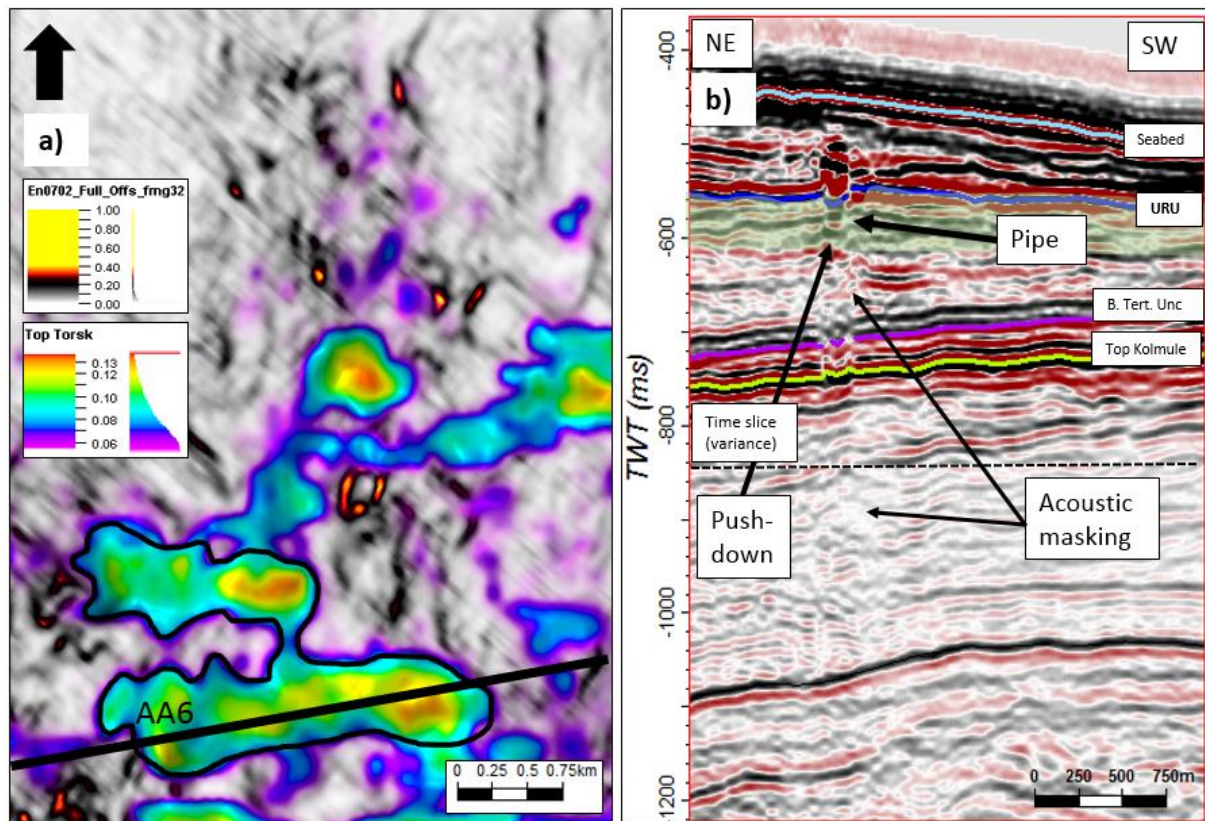 a)
En0702_Full_Offs_frng32
1.00
0.80
0.60
0.40
0.20
0.00
Top Torsk
0.13
0.12
0.10
0.08
0.06
AA6
0 0.25 0.5 0.75km
NE
SW
b)
-400
-600
-800
-1000
-1200
TWT (ms)
Seabed
URU
Pipe
B. Tert. Unc
Top Kolmule
Time slice
(variance)
Push-
down
Acoustic
masking
0 250 500 750m